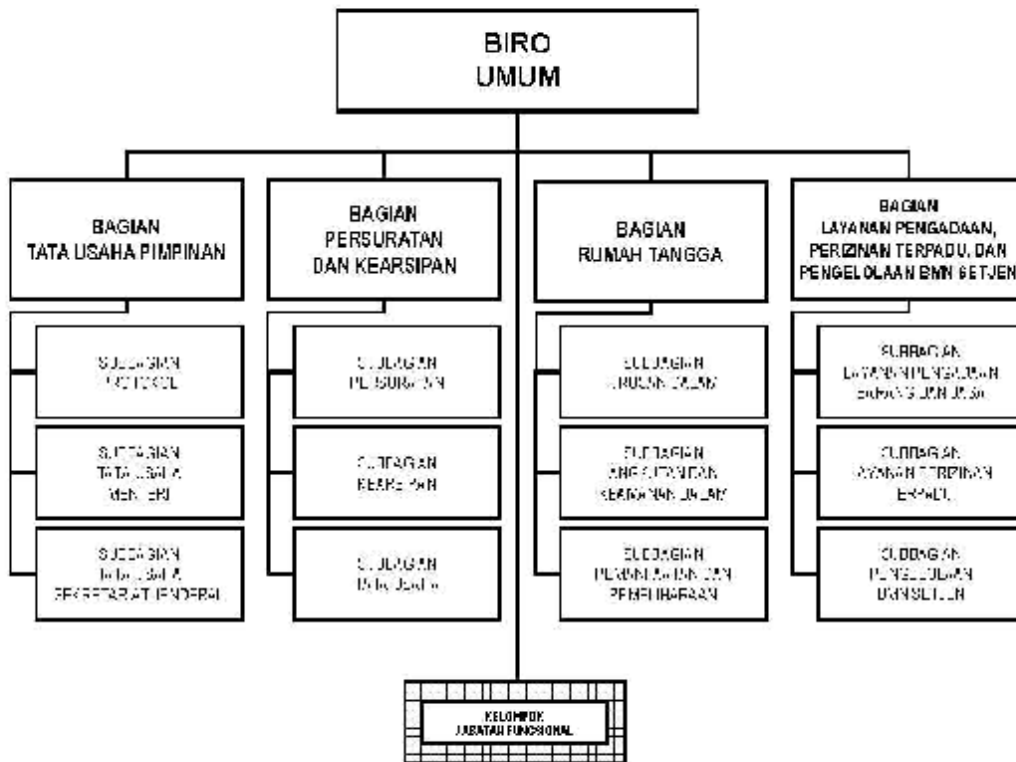 BIRO
UMUM
BAGIAN
TATA USAHA PIMPINAN
BAGIAN
PERSURATAN
DAN KEARSIPAN
BAGIAN
RUMAH TANGGA
BAGIAN
LAYANAN PENGADAAN,
PERIZINAN TERPADU, DAN
PENGELOLAAN BMN SETJEN
SUBBAGIAN
PROTOKOL
SUBBAGIAN
TATA USAHA
MENTERI
SUBBAGIAN
TATA USAHA
SEKRETARIAT JENDERAL
SUBBAGIAN
PERSURATAN
SUBBAGIAN
KEARSIPAN
SUBBAGIAN
TATA USAHA
SUBBAGIAN
URUSAN DALAM
SUBBAGIAN
ANGKUTAN DAN
KEAMANAN DALAM
SUBBAGIAN
PEMANFAATAN DAN
PEMELIHARAAN
SUBBAGIAN
LAYANAN PENGADAAN
BARANG DAN JASA
SUBBAGIAN
LAYANAN PERIZINAN
TERPADU
SUBBAGIAN
PENGELOLAAN
BMN SETJEN
KELOMPOK
JABATAN FUNGSIONAL